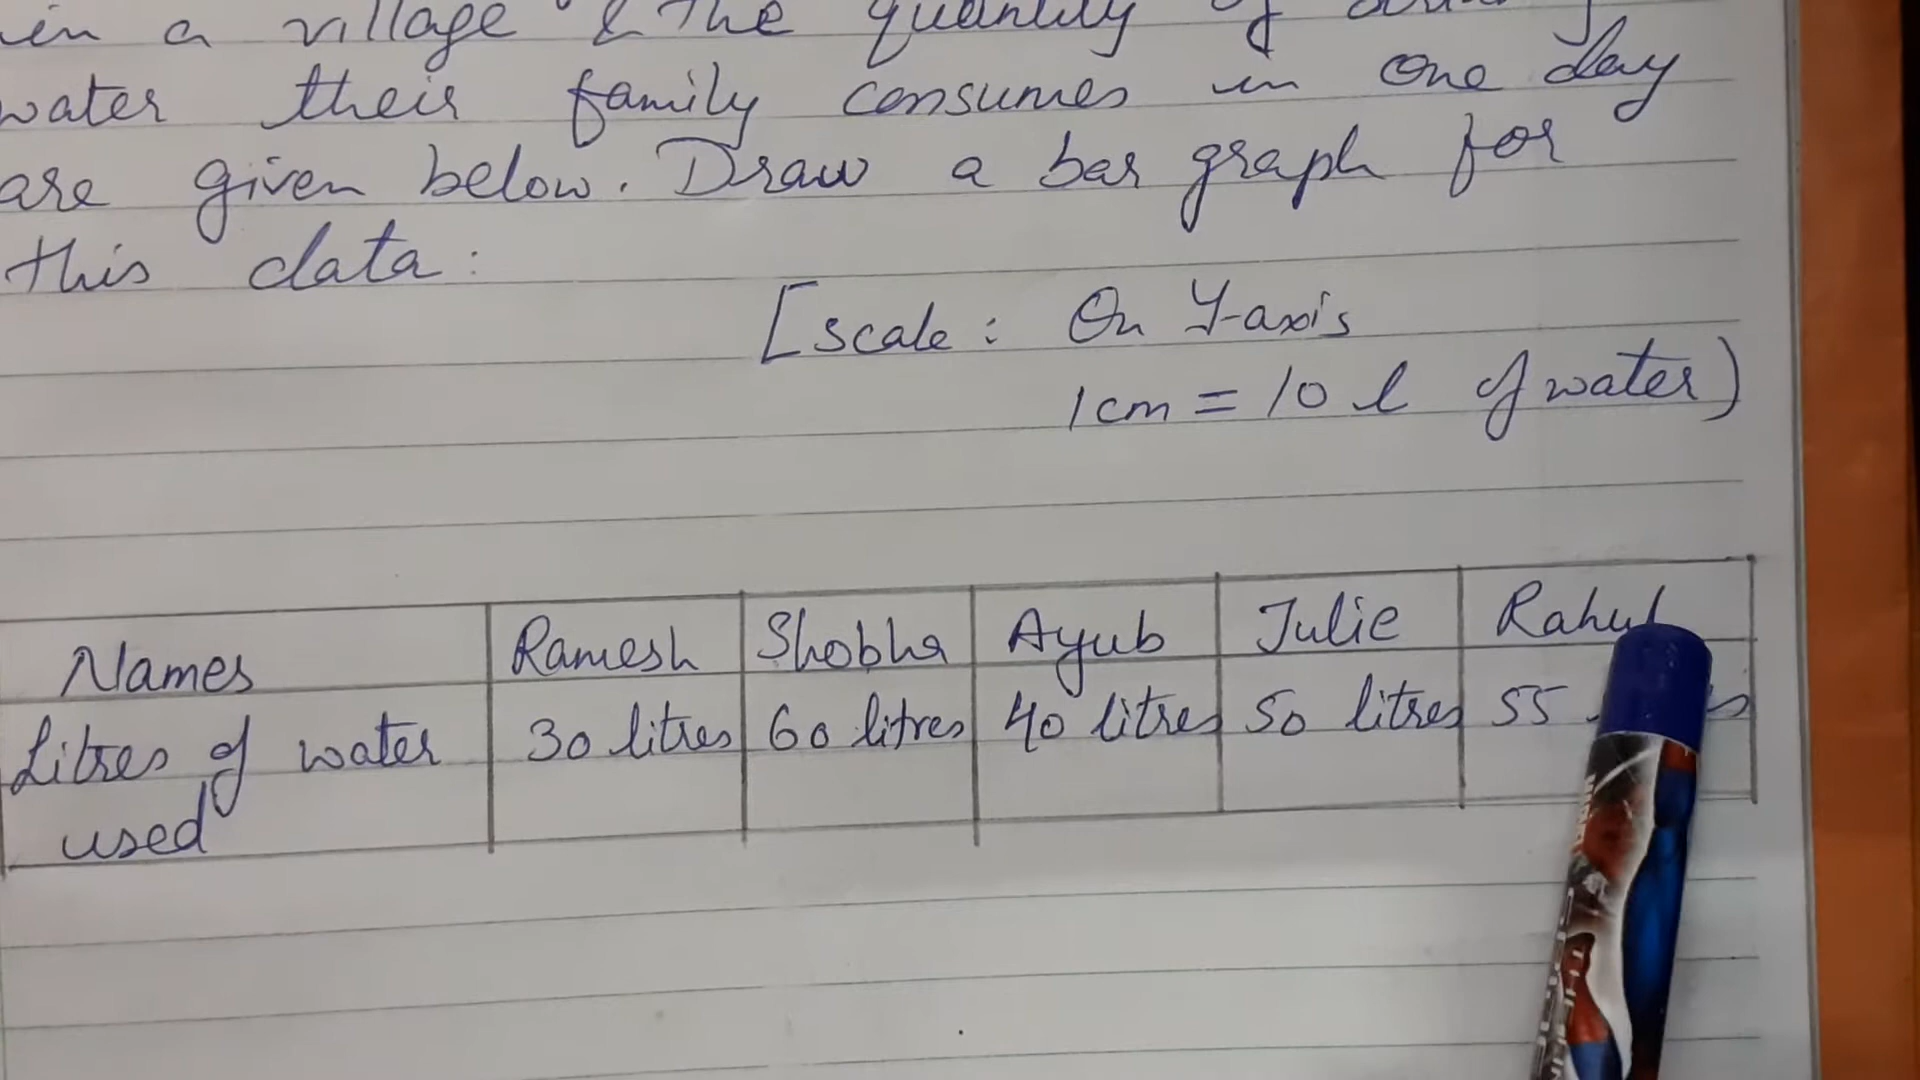 in a village & the quantity of
water their family consumes in one day
are given below. Draw a bar graph for
this data:
[scale: On Y-axis
1cm = 10 l of water)
Names Ramesh Shobha Ayub Julie Rahul
Litres of water 30 litres 60 litres 40 litres 50 litres 55
used